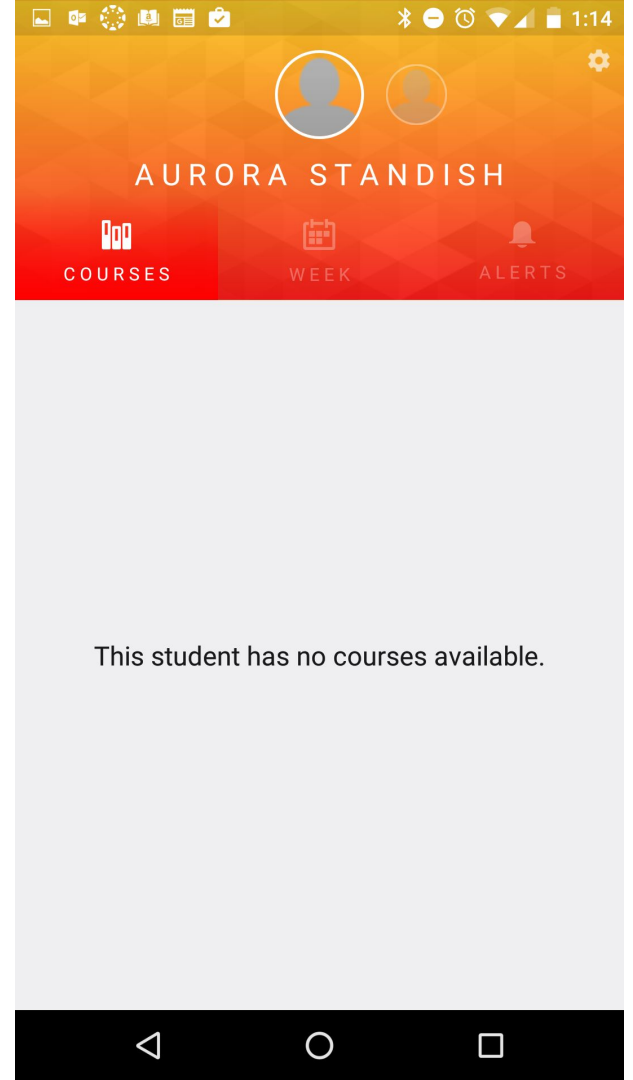 1:14
AURORA STANDISH
COURSES
WEEK
ALERTS
This student has no courses available.